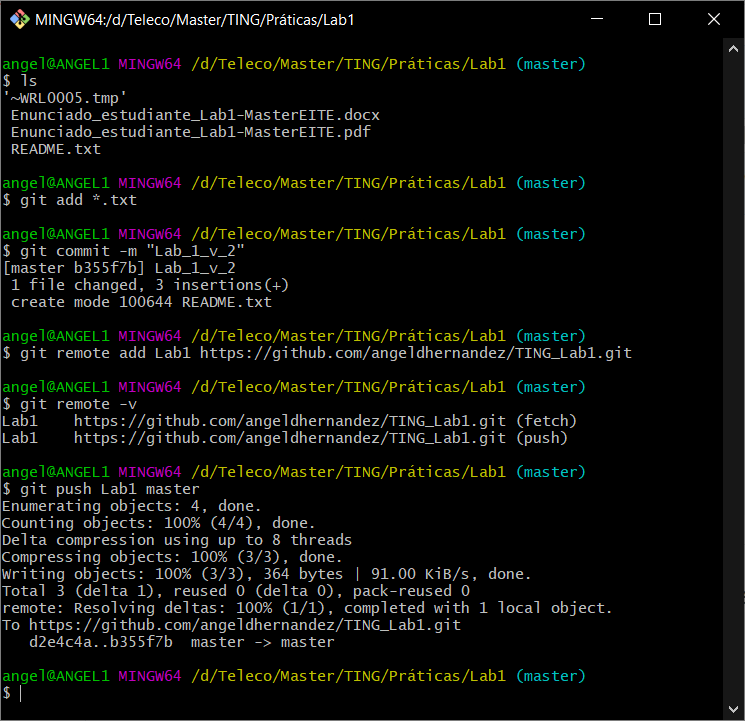 MINGW64:/d/Teleco/Master/TING/Práticas/Lab1
angel@ANGEL1 MINGW64 /d/Teleco/Master/TING/Práticas/Lab1 (master)
$ ls
'~WRL0005.tmp'
Enunciado_estudiante_Lab1-MasterEITE.docx
Enunciado_estudiante_Lab1-MasterEITE.pdf
README.txt
angel@ANGEL1 MINGW64 /d/Teleco/Master/TING/Práticas/Lab1 (master)
$ git add *.txt
angel@ANGEL1 MINGW64 /d/Teleco/Master/TING/Práticas/Lab1 (master)
$ git commit -m "Lab_1_v_2"
[master b355f7b] Lab_1_v_2
1 file changed, 3 insertions(+)
create mode 100644 README.txt
angel@ANGEL1 MINGW64 /d/Teleco/Master/TING/Práticas/Lab1 (master)
$ git remote add Lab1 https://github.com/angeldhernandez/TING_Lab1.git
angel@ANGEL1 MINGW64 /d/Teleco/Master/TING/Práticas/Lab1 (master)
$ git remote -v
Lab1    https://github.com/angeldhernandez/TING_Lab1.git (fetch)
Lab1    https://github.com/angeldhernandez/TING_Lab1.git (push)
angel@ANGEL1 MINGW64 /d/Teleco/Master/TING/Práticas/Lab1 (master)
$ git push Lab1 master
Enumerating objects: 4, done.
Counting objects: 100% (4/4), done.
Delta compression using up to 8 threads
Compressing objects: 100% (3/3), done.
Writing objects: 100% (3/3), 364 bytes | 91.00 KiB/s, done.
Total 3 (delta 1), reused 0 (delta 0), pack-reused 0
remote: Resolving deltas: 100% (1/1), completed with 1 local object.
To https://github.com/angeldhernandez/TING_Lab1.git
d2e4c4a..b355f7b  master -> master
angel@ANGEL1 MINGW64 /d/Teleco/Master/TING/Práticas/Lab1 (master)
$